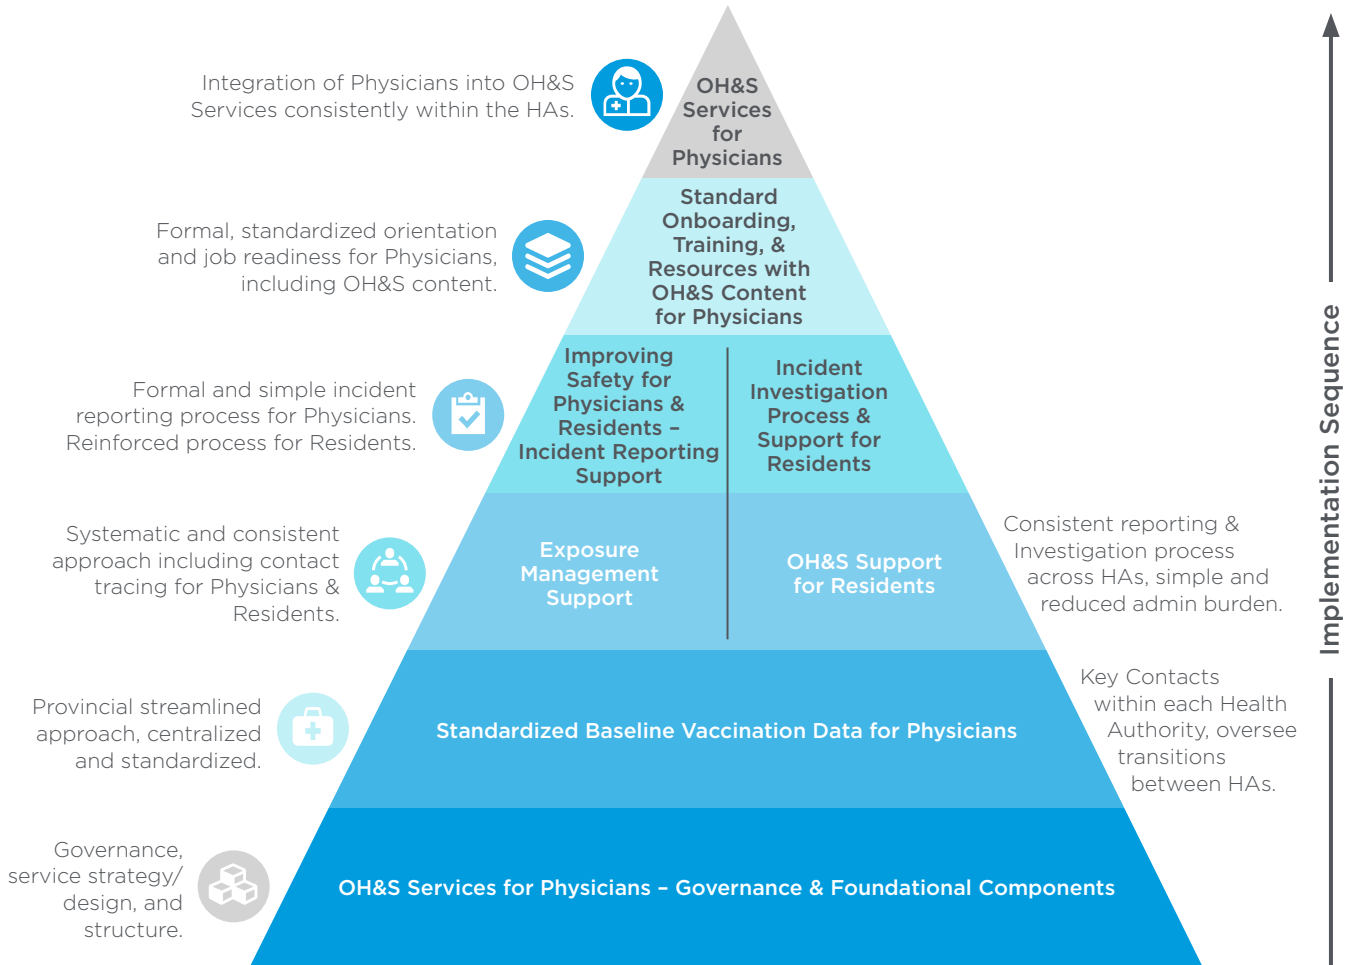 Integration of Physicians into OH&S
Services consistently within the HAs.
OH&S
Services
for
Physicians
Formal, standardized orientation
and job readiness for Physicians,
including OH&S content.
Standard
Onboarding,
Training, &
Resources with
OH&S Content
for Physicians
Formal and simple incident
reporting process for Physicians.
Reinforced process for Residents.
Improving
Safety for
Physicians &
Residents –
Incident Reporting
Support
Incident
Investigation
Process &
Support for
Residents
Systematic and consistent
approach including contact
tracing for Physicians &
Residents.
Exposure
Management
Support
OH&S Support
for Residents
Consistent reporting &
Investigation process
across HAs, simple and
reduced admin burden.
Provincial streamlined
approach, centralized
and standardized.
Standardized Baseline Vaccination Data for Physicians
Key Contacts
within each Health
Authority, oversee
transitions
between HAs.
Governance,
service strategy/
design, and
structure.
OH&S Services for Physicians – Governance & Foundational Components
Implementation Sequence